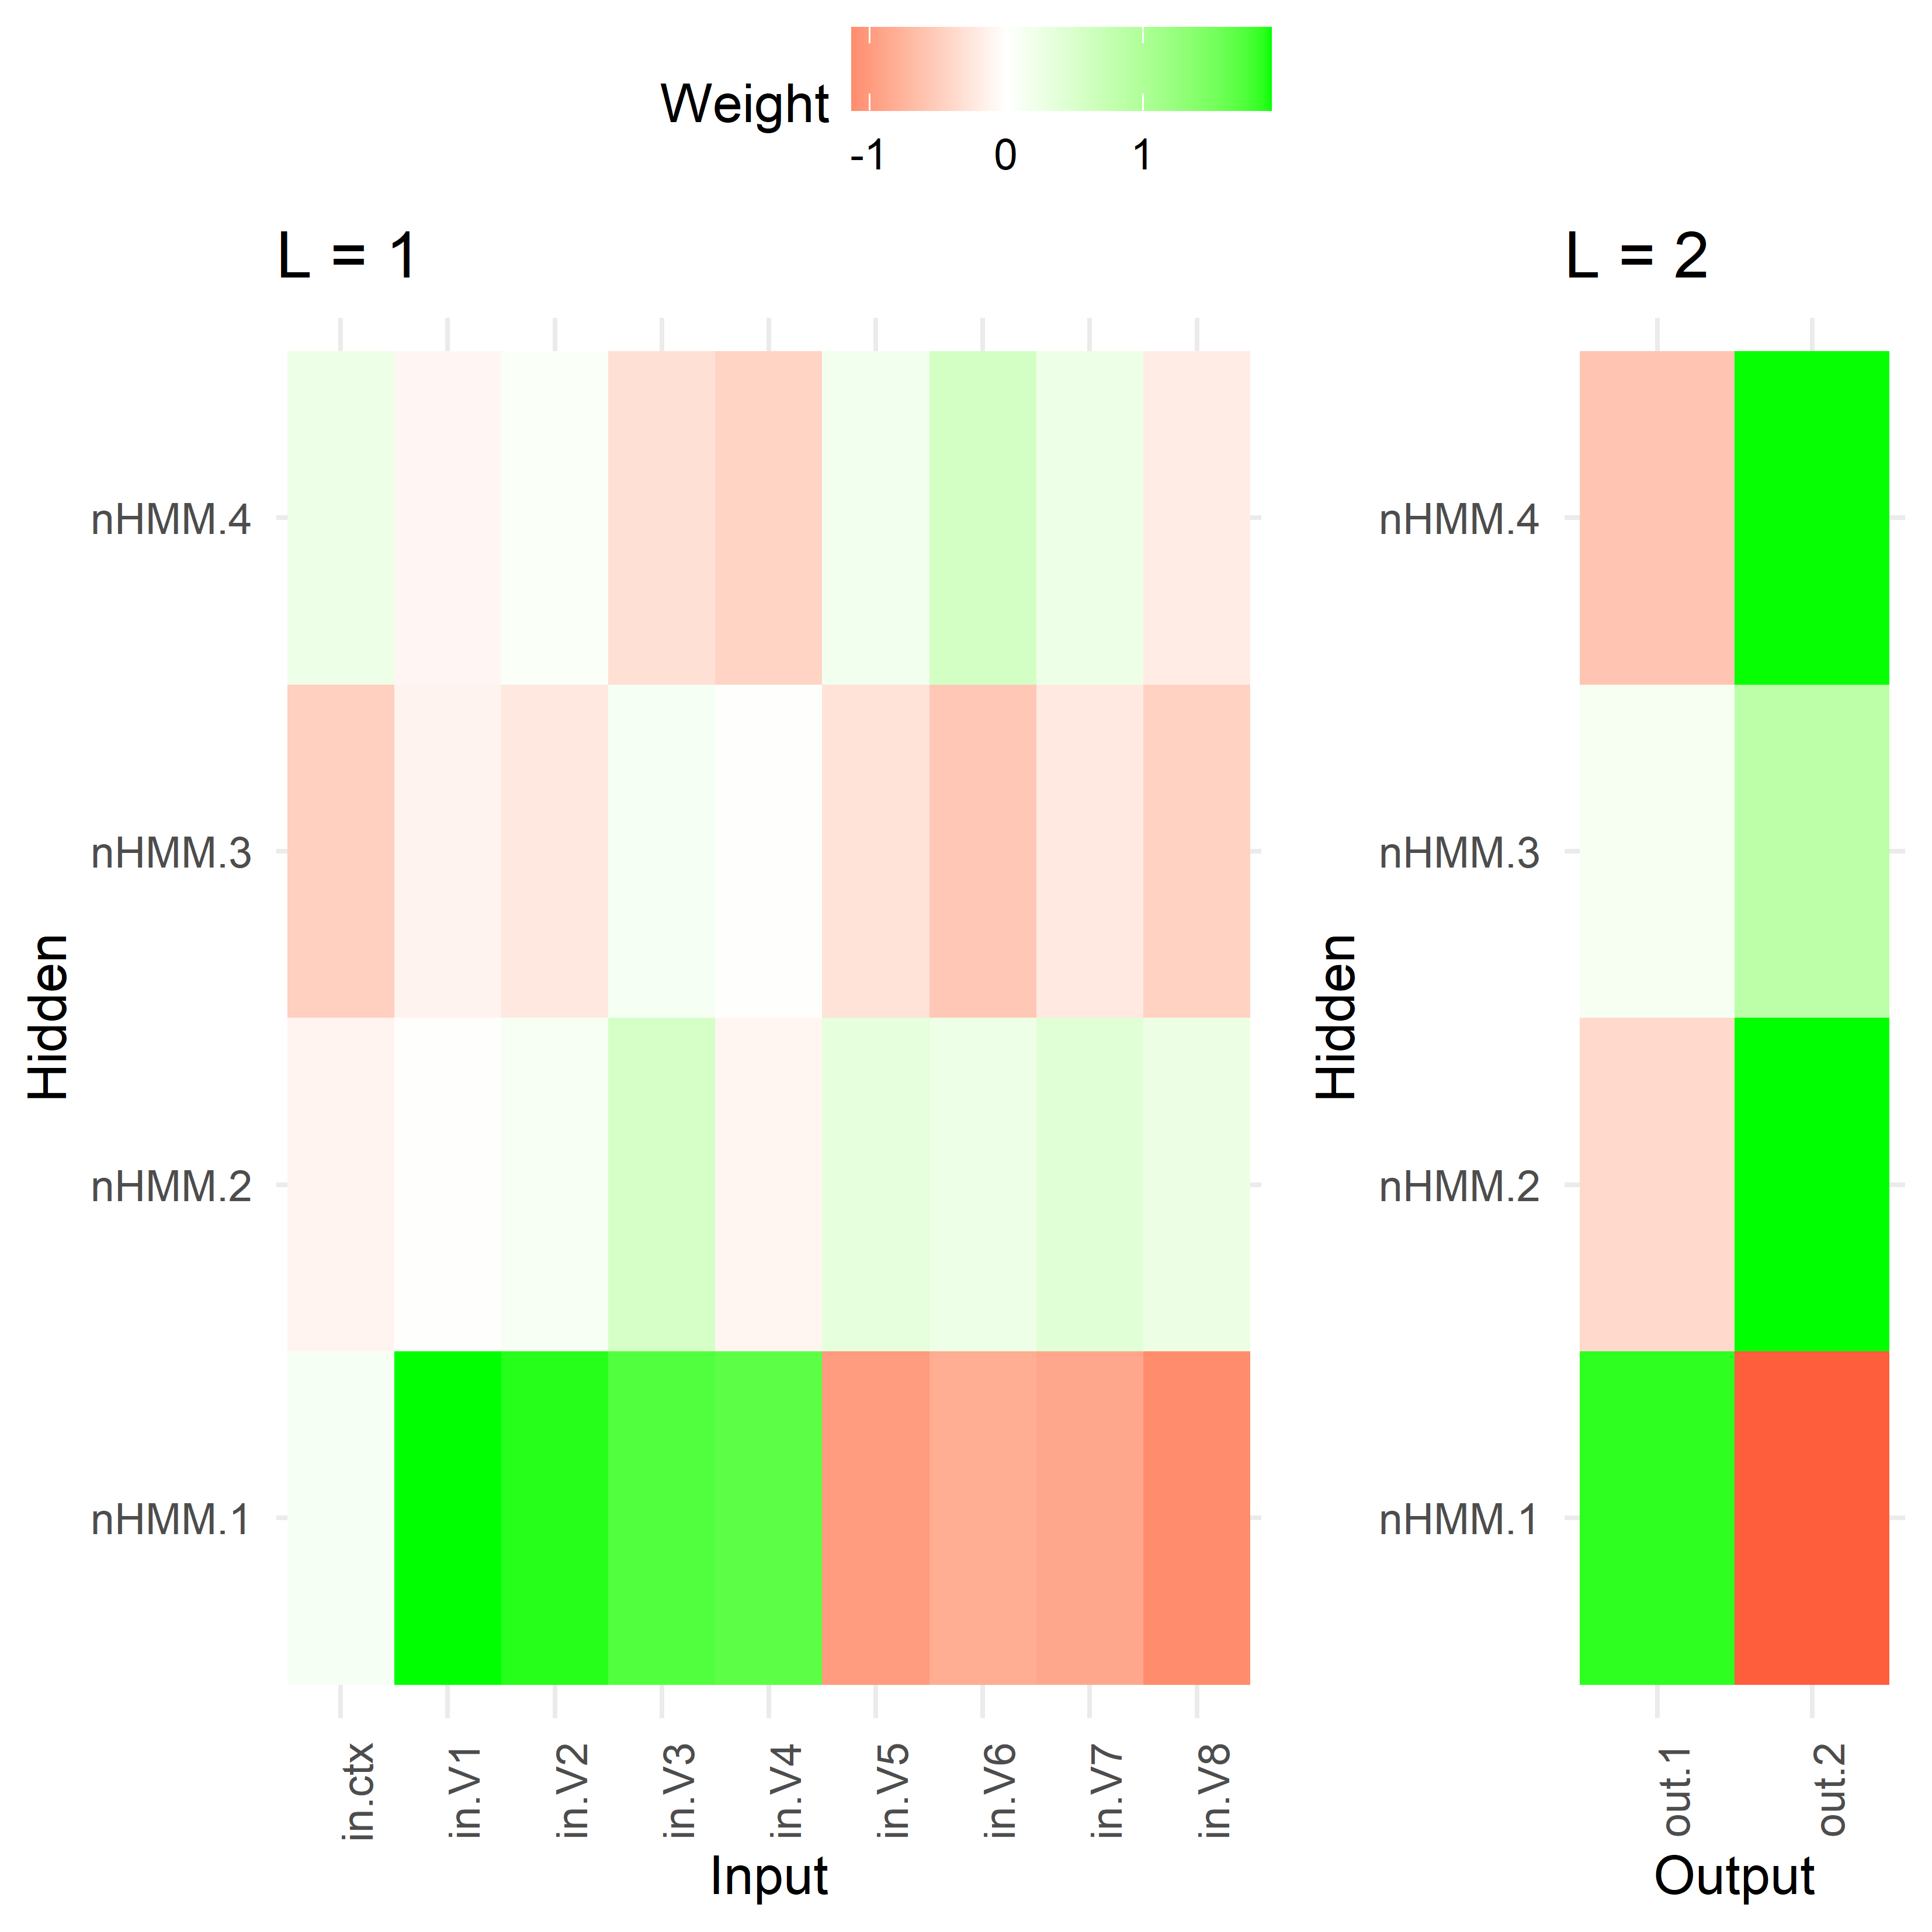 Weight
-1 0 1
L = 1
L = 2
nHMM.4
nHMM.3
nHMM.2
nHMM.1
Hidden
in.ctx
in.V1
in.V2
in.V3
in.V4
in.V5
in.V6
in.V7
in.V8
Input
nHMM.4
nHMM.3
nHMM.2
nHMM.1
Hidden
out.1
out.2
Output